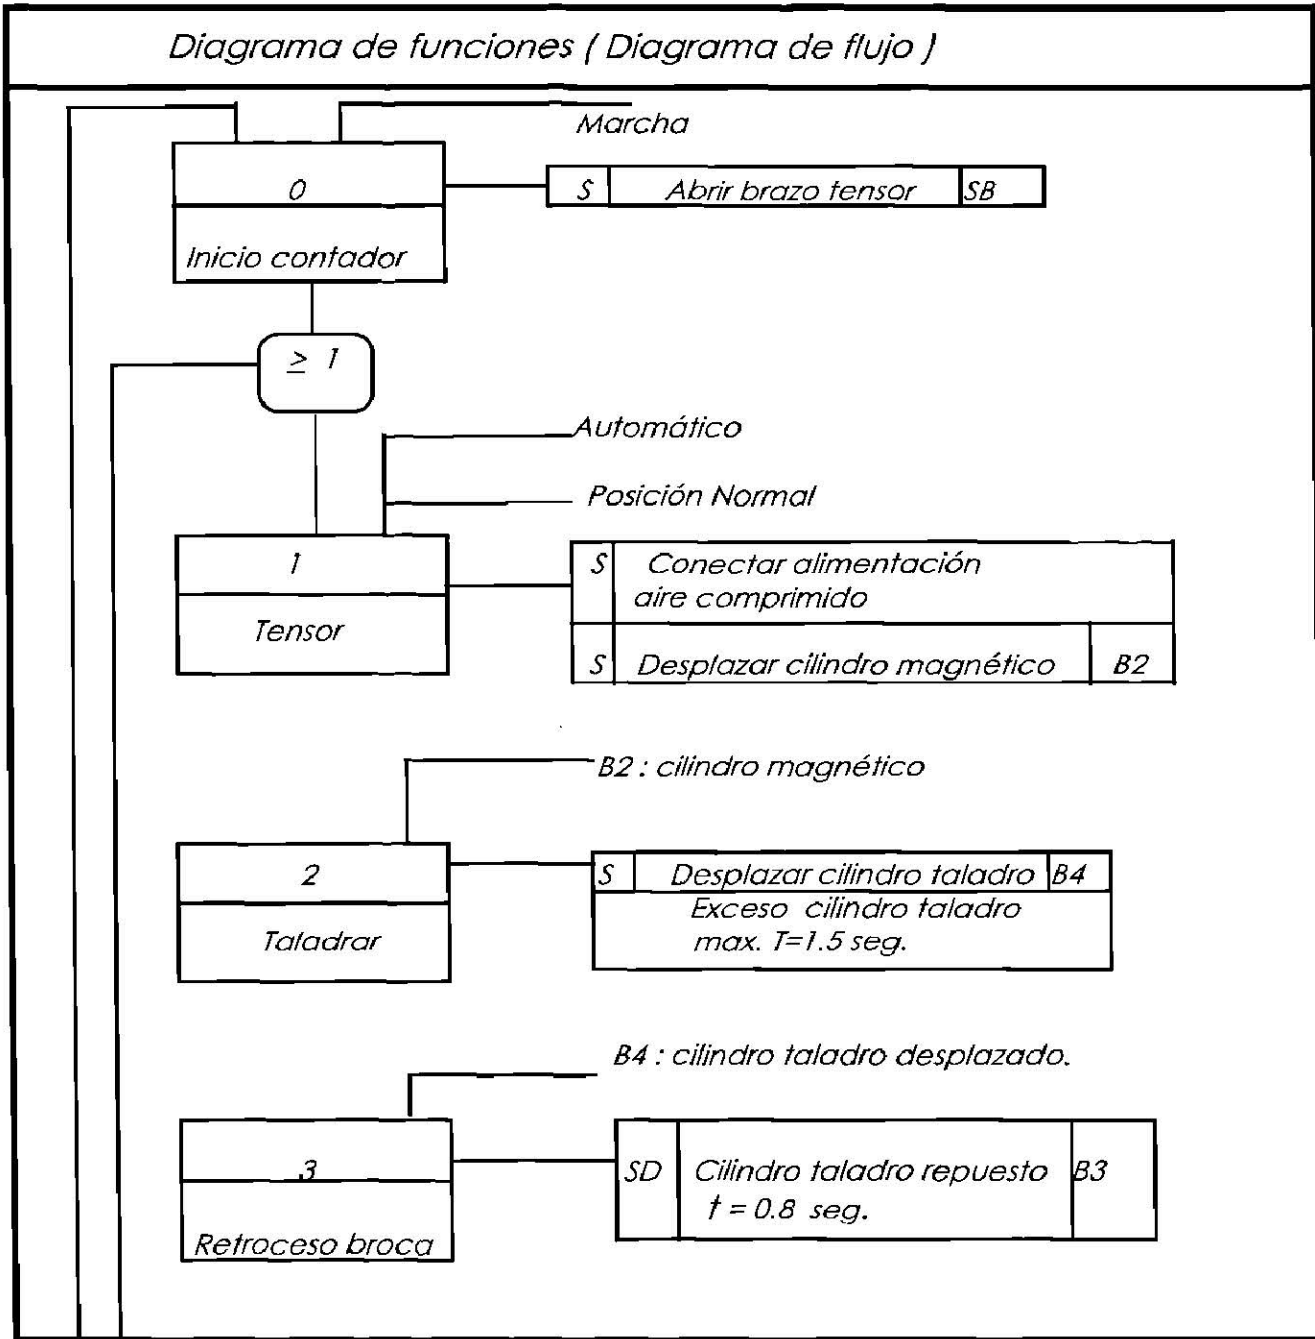 Diagrama de funciones ( Diagrama de flujo )
Marcha
0
S Abrir brazo tensor SB
Inicio contador
≥ 1
Automático
Posición Normal
1
S Conectar alimentación
aire comprimido
Tensor
S Desplazar cilindro magnético B2
B2 : cilindro magnético
2
S Desplazar cilindro taladro B4
Exceso cilindro taladro
max. T=1.5 seg.
Taladrar
B4 : cilindro taladro desplazado.
3
SD Cilindro taladro repuesto B3
t = 0.8 seg.
Retroceso broca